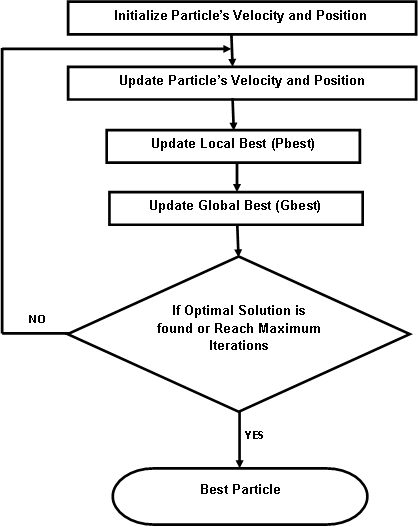 Initialize Particle's Velocity and Position
Update Particle's Velocity and Position
Update Local Best (Pbest)
Update Global Best (Gbest)
If Optimal Solution is
found or Reach Maximum
Iterations
NO
YES
Best Particle